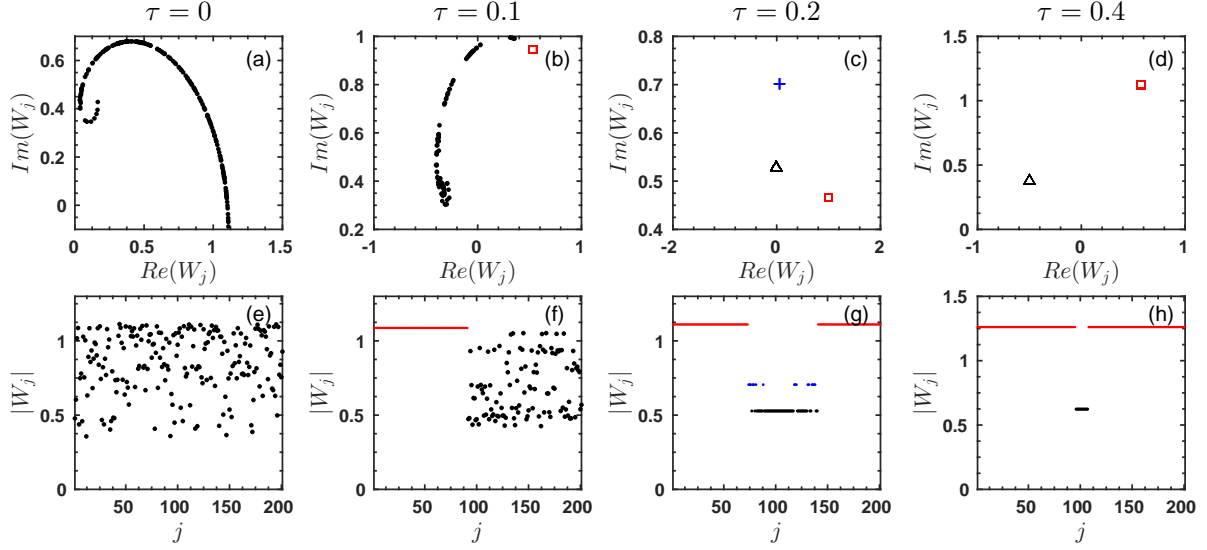 τ = 0
τ = 0.1
τ = 0.2
τ = 0.4
(a)
0.6
0.4
0.2
0
0 0.5 1 1.5
Im(W_j)
Re(W_j)
(b)
1
0.8
0.6
0.4
0.2
-1 0 1
Im(W_j)
Re(W_j)
(c)
0.8
0.7
0.6
0.5
0.4
-2 0 2
Im(W_j)
Re(W_j)
(d)
1.5
1
0.5
0
-1 0 1
Im(W_j)
Re(W_j)
(e)
1
0.5
0
50 100 150 200
|W_j|
j
(f)
1
0.5
0
50 100 150 200
|W_j|
j
(g)
1
0.5
0
50 100 150 200
|W_j|
j
(h)
1.5
1
0.5
0
50 100 150 200
|W_j|
j